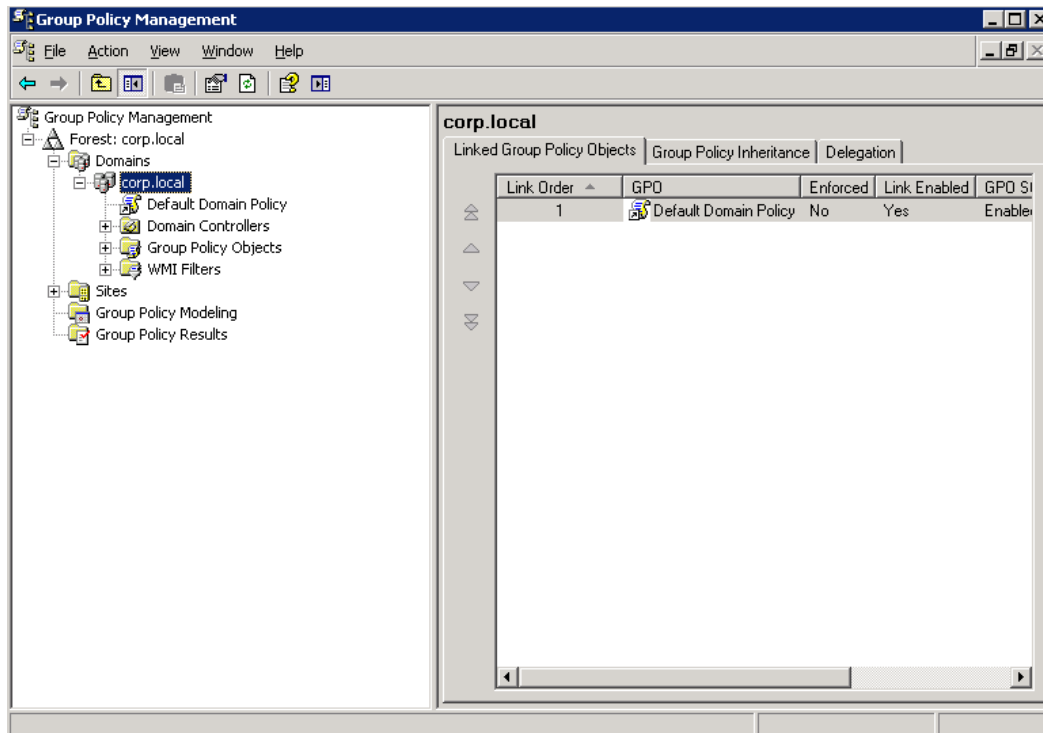 Group Policy Management
File Action View Window Help
Group Policy Management
Forest: corp.local
Domains
corp.local
Default Domain Policy
Domain Controllers
Group Policy Objects
WMI Filters
Sites
Group Policy Modeling
Group Policy Results
corp.local
Linked Group Policy Objects Group Policy Inheritance Delegation
Link Order GPO Enforced Link Enabled GPO
1 Default Domain Policy No Yes Enable